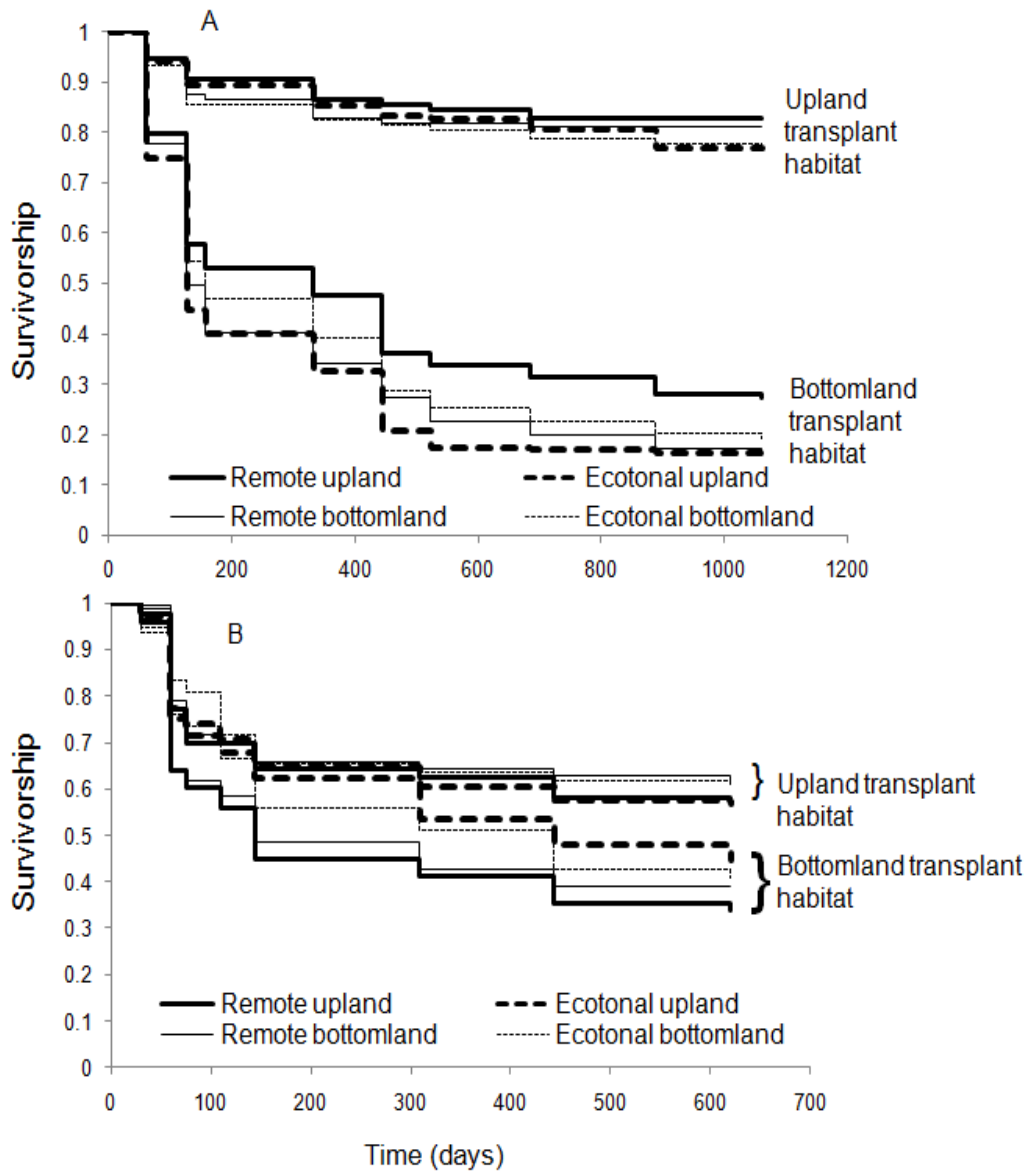 A
1
0.9
0.8
0.7
0.6
0.5
0.4
0.3
0.2
0.1
0
Survivorship
Upland
transplant
habitat
Bottomland
transplant
habitat
Remote upland
Ecotonal upland
Remote bottomland
Ecotonal bottomland
0 200 400 600 800 1000 1200
B
1
0.9
0.8
0.7
0.6
0.5
0.4
0.3
0.2
0.1
0
Survivorship
} Upland transplant
habitat
} Bottomland transplant
habitat
Remote upland
Ecotonal upland
Remote bottomland
Ecotonal bottomland
0 100 200 300 400 500 600 700
Time (days)